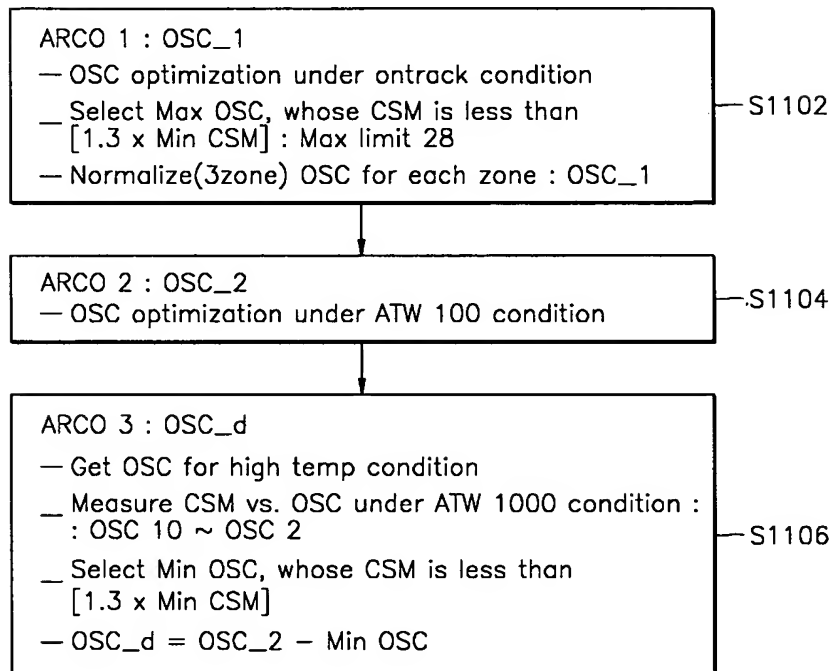 ARCO 1 : OSC_1
— OSC optimization under ontrack condition
— Select Max OSC, whose CSM is less than
[1.3 x Min CSM] : Max limit 28
— Normalize(3zone) OSC for each zone : OSC_1
S1102
ARCO 2 : OSC_2
— OSC optimization under ATW 100 condition
S1104
ARCO 3 : OSC_d
— Get OSC for high temp condition
— Measure CSM vs. OSC under ATW 1000 condition :
: OSC 10 ~ OSC 2
— Select Min OSC, whose CSM is less than
[1.3 x Min CSM]
— OSC_d = OSC_2 – Min OSC
S1106